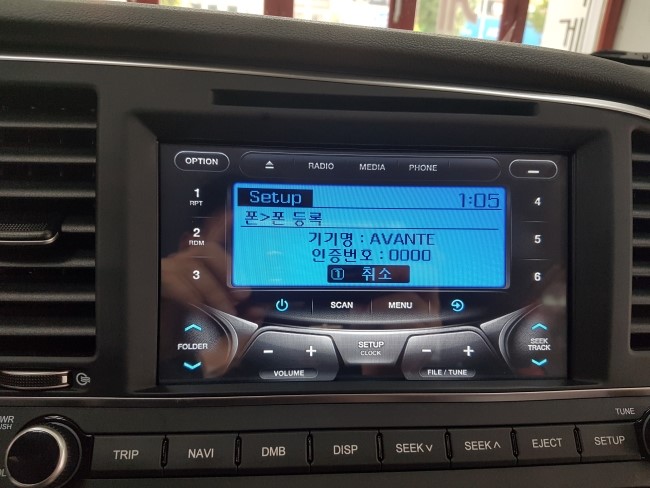 OPTION
RADIO MEDIA PHONE
1 RPT
2 RDM
3
4
5
6
Setup 1:05
폰>폰 등록
기기명 : AVANTE
인증번호 : 0000
1 취소
SCAN MENU
FOLDER
SETUP
CLOCK
SEEK
TRACK
- +
VOLUME
- +
FILE / TUNE
TUNE
TRIP NAVI DMB DISP SEEK SEEK EJECT SETUP